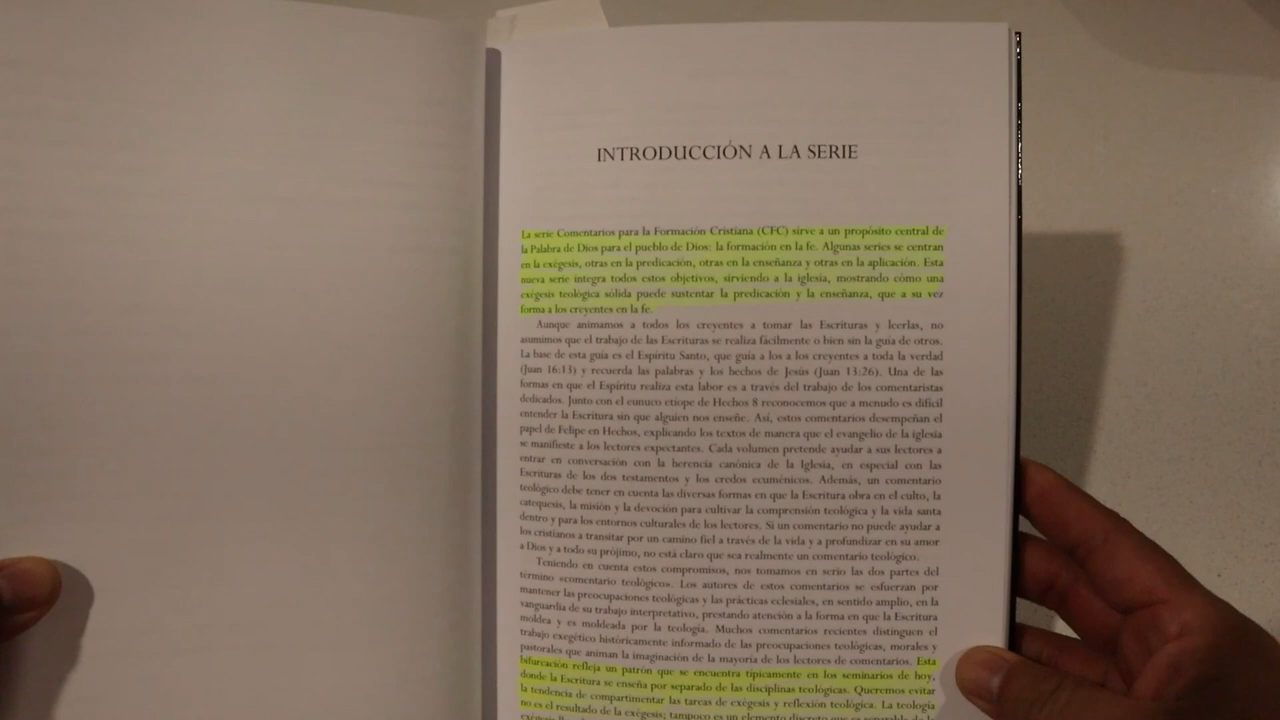 INTRODUCCIÓN A LA SERIE
La serie Comentarios para la Formación Cristiana (CFC) sirve a un propósito central de
la Palabra de Dios para el pueblo de Dios: la formación en la fe. Algunas series se centran
en la exégesis, otras en la predicación, otras en la enseñanza y otras en la aplicación. Esta
nueva serie integra todos estos objetivos, sirviendo a la iglesia, mostrando cómo una
exégesis teológica sólida puede sustentar la predicación y la enseñanza, que a su vez
forma a los creyentes en la fe.
Aunque animamos a todos los creyentes a tomar las Escrituras y leerlas, no
asumimos que el trabajo de las Escrituras se realiza fácilmente o bien sin la guía de otros.
La base de esta guía es el Espíritu Santo, que guía a los a los creyentes a toda la verdad
(Juan 16:13) y recuerda las palabras y los hechos de Jesús (Juan 13:26). Una de las
formas en que el Espíritu realiza esta labor es a través del trabajo de los comentaristas
dedicados. Junto con el eunuco etíope de Hechos 8 reconocemos que a menudo es difícil
entender la Escritura sin que alguien nos enseñe. Así, estos comentarios desempeñan el
papel de Felipe en Hechos, explicando los textos de manera que el evangelio de la iglesia
se manifieste a los lectores expectantes. Cada volumen pretende ayudar a sus lectores a
entrar en conversación con la herencia canónica de la Iglesia, en especial con las
Escrituras de los dos testamentos y los credos ecuménicos. Además, un comentario
teológico debe tener en cuenta las diversas formas en que la Escritura obra en el culto, la
catequesis, la misión y la devoción para cultivar la comprensión teológica y la vida santa
dentro y para los entornos culturales de los lectores. Si un comentario no puede ayudar a
los cristianos a transitar por un camino fiel a través de la vida y a profundizar en su amor
a Dios y a todo su prójimo, no está claro que sea realmente un comentario teológico.
Teniendo en cuenta estos compromisos, nos tomamos en serio las dos partes del
término «comentario teológico». Los autores de estos comentarios se esfuerzan por
mantener las preocupaciones teológicas y las prácticas eclesiales, en sentido amplio, en la
vanguardia de su trabajo interpretativo, prestando atención a la forma en que la Escritura
moldea y es moldeada por la teología. Muchos comentarios recientes distinguen el
trabajo exegético históricamente informado de las preocupaciones teológicas, morales y
pastorales que animan la imaginación de la mayoría de los lectores de comentarios. Esta
bifurcación refleja un patrón que se encuentra típicamente en los seminarios de hoy,
donde la Escritura se enseña por separado de las disciplinas teológicas. Queremos evitar
la tendencia de compartimentar las tareas de exégesis y reflexión teológica. La teología
no es el resultado de la exégesis; tampoco es un elemento discreto que es separable de la